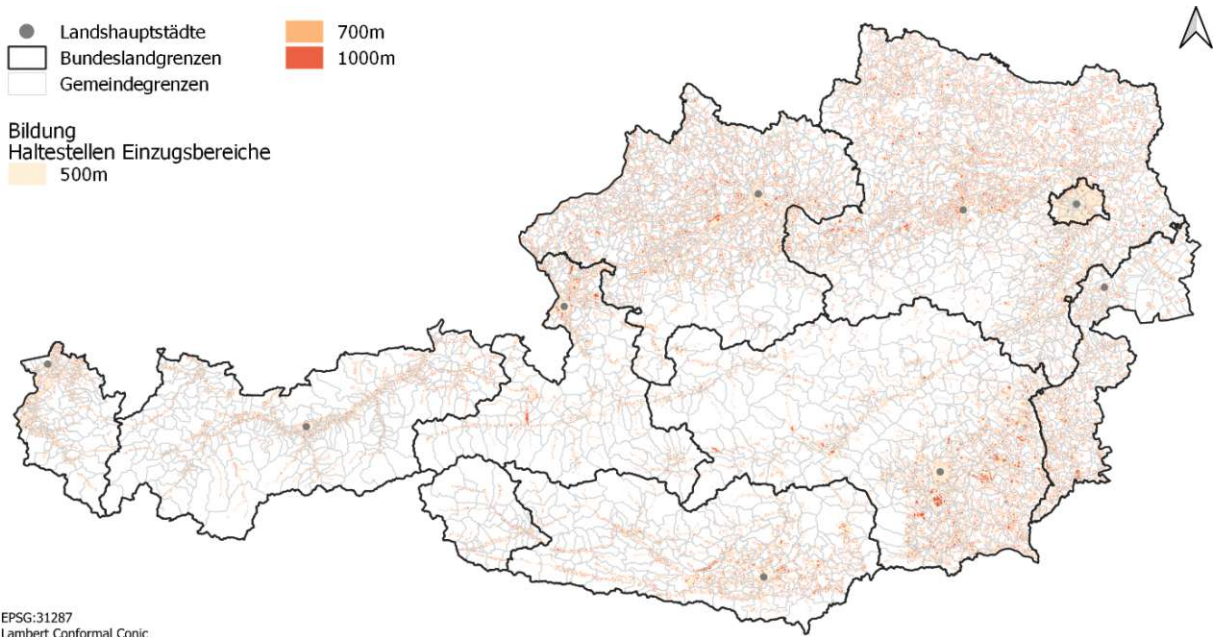 Landshauptstädte
Bundeslandgrenzen
Gemeindegrenzen
Bildung
Haltestellen Einzugsbereiche
500m
700m
1000m
EPSG:31287
Lambert Conformal Conic